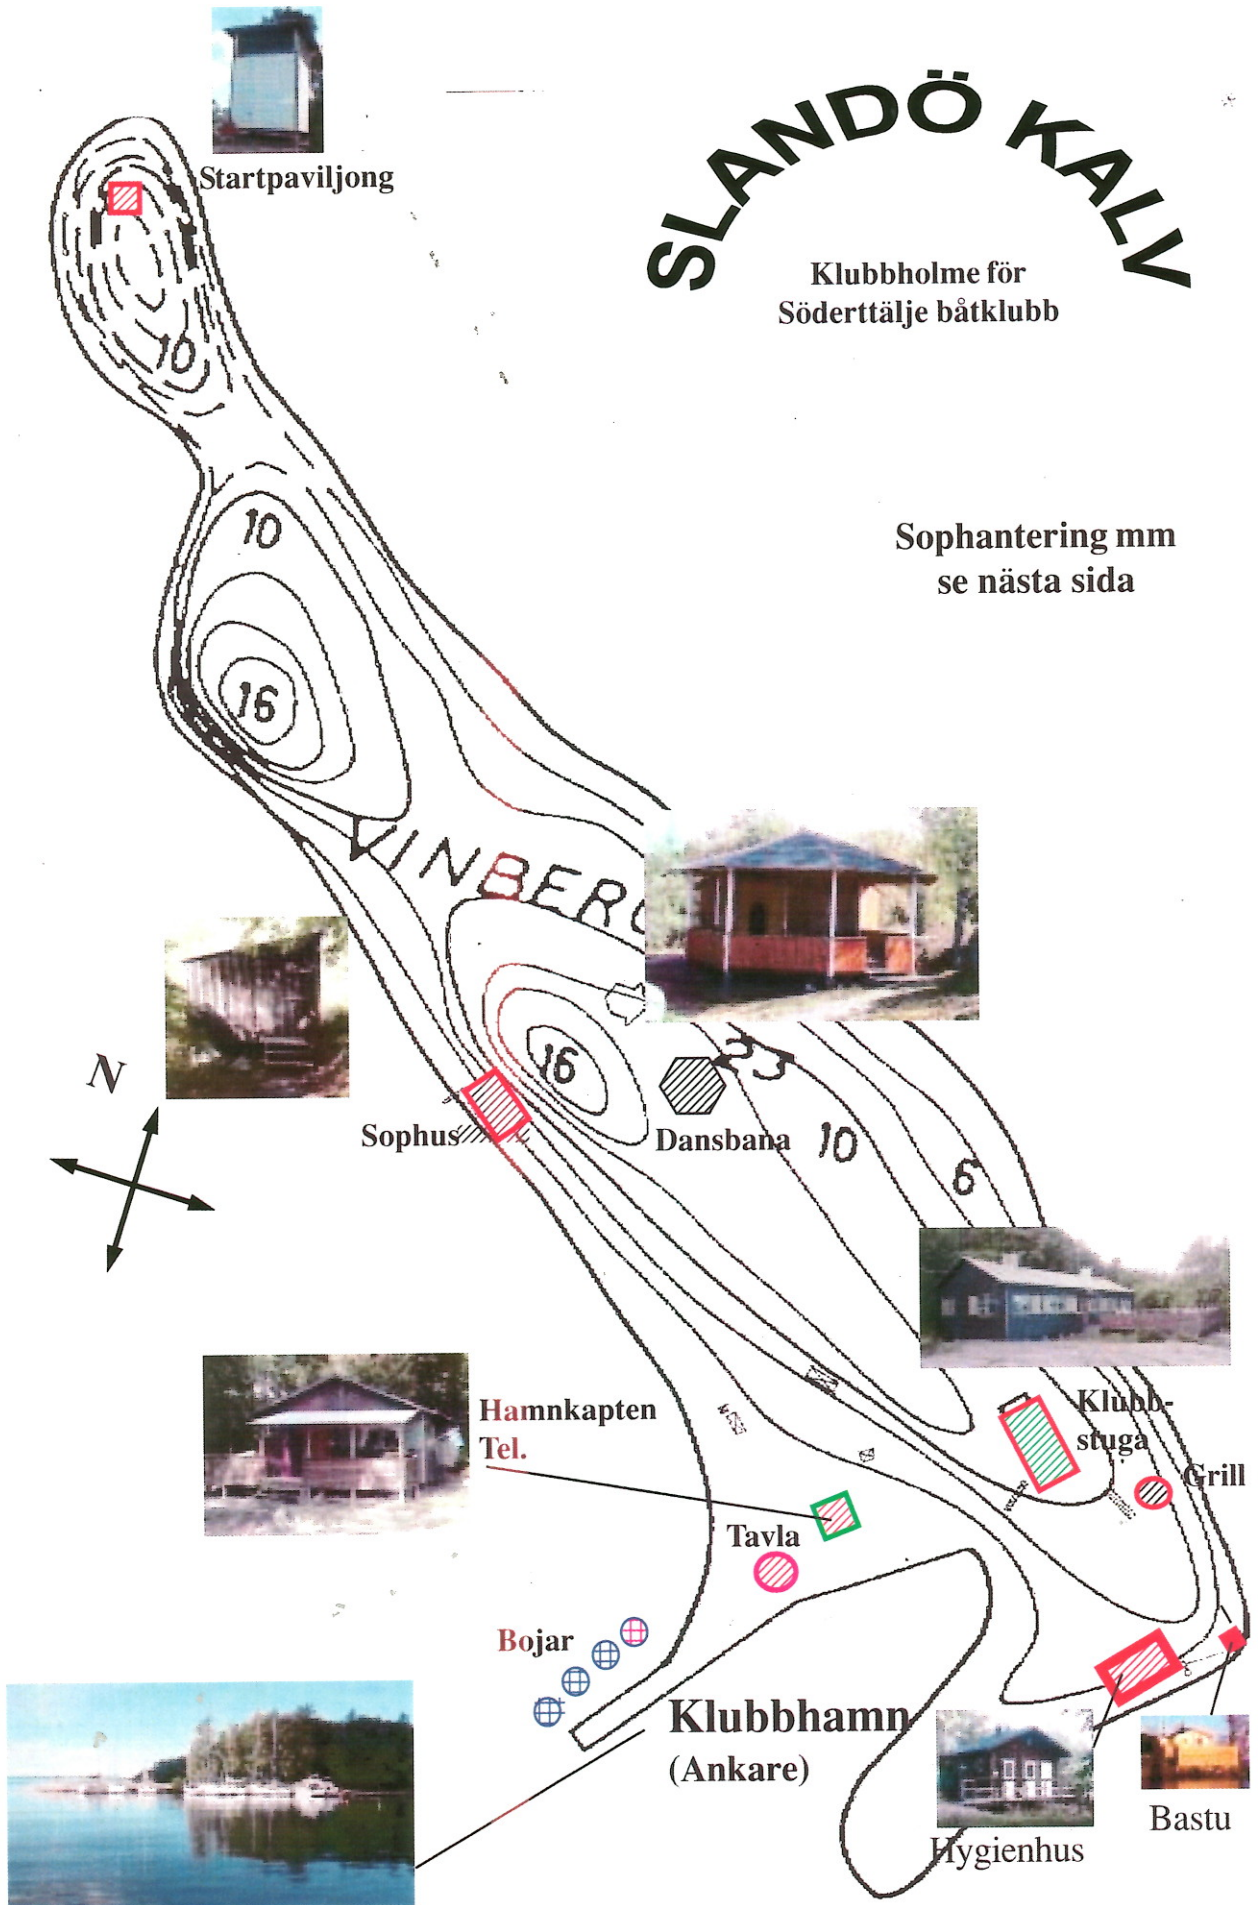 SLANDÖ KALV
Klubbholme för
Söderttälje båtklubb
Startpaviljong
10
Sophantering mm
se nästa sida
10
16
VINBERG
N
16
23
Sophus
Dansbana
10
6
Hamnkapten
Tel.
Klubb-
stuga
Grill
Tavla
Bojar
Klubbhamn
(Ankare)
Hygienhus
Bastu